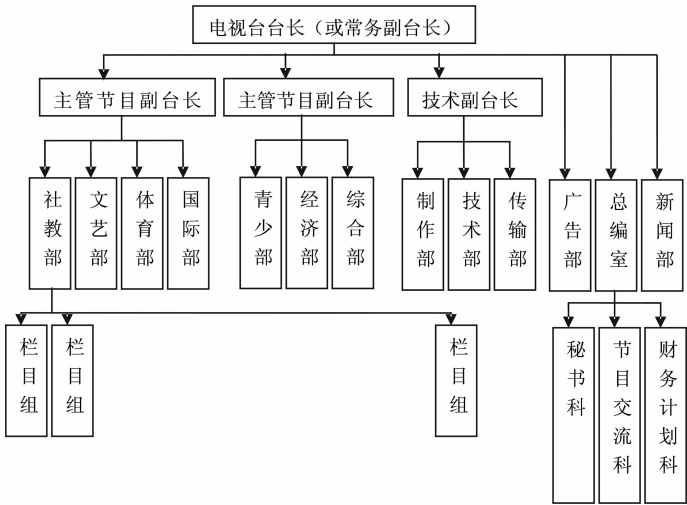 电视台台长（或常务副台长）
主管节目副台长
主管节目副台长
技术副台长
社教部
文艺部
体育部
国际部
青少部
经济部
综合部
制作部
技术部
传输部
广告部
总编室
新闻部
栏目组
栏目组
栏目组
秘书科
节目交流科
财务计划科